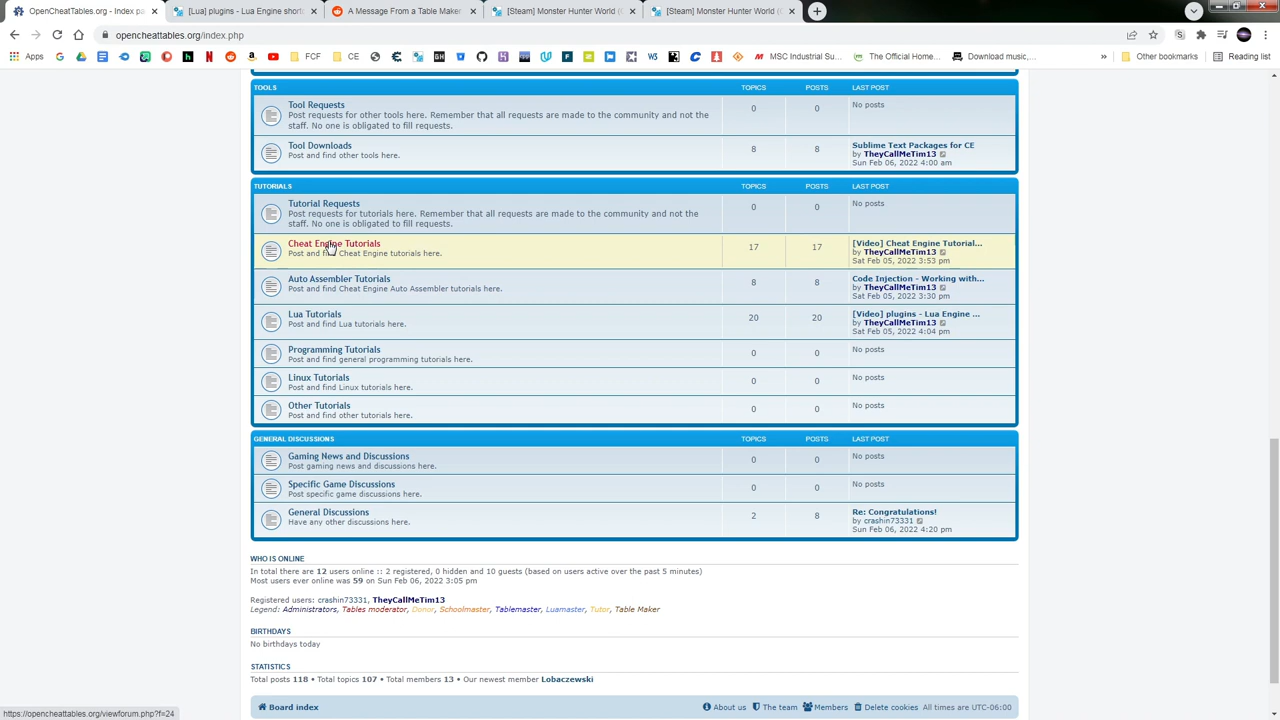 OpenCheatTables.org - Index pa
[Lua] plugins - Lua Engine shorts
A Message From a Table Maker
[Steam] Monster Hunter World (
[Steam] Monster Hunter World (
opencheattables.org/index.php
Apps
FCF
CE
MSC Industrial Su...
The Official Home...
Download music,...
»
Other bookmarks
Reading list
TOOLS TOPICS POSTS LAST POST
Tool Requests
Post requests for other tools here. Remember that all requests are made to the community and not the
staff. No one is obligated to fill requests.
0 0 No posts
Tool Downloads
Post and find other tools here.
8 8 Sublime Text Packages for CE
by TheyCallMeTim13
Sun Feb 06, 2022 4:00 am
TUTORIALS TOPICS POSTS LAST POST
Tutorial Requests
Post requests for tutorials here. Remember that all requests are made to the community and not the
staff. No one is obligated to fill requests.
0 0 No posts
Cheat Engine Tutorials
Post and find Cheat Engine tutorials here.
17 17 [Video] Cheat Engine Tutorial...
by TheyCallMeTim13
Sat Feb 05, 2022 3:53 pm
Auto Assembler Tutorials
Post and find Cheat Engine Auto Assembler tutorials here.
8 8 Code Injection - Working with...
by TheyCallMeTim13
Sat Feb 05, 2022 3:30 pm
Lua Tutorials
Post and find Lua tutorials here.
20 20 [Video] plugins - Lua Engine ...
by TheyCallMeTim13
Sat Feb 05, 2022 4:04 pm
Programming Tutorials
Post and find general programming tutorials here.
0 0 No posts
Linux Tutorials
Post and find Linux tutorials here.
0 0 No posts
Other Tutorials
Post and find other tutorials here.
0 0 No posts
GENERAL DISCUSSIONS TOPICS POSTS LAST POST
Gaming News and Discussions
Post gaming news and discussions here.
0 0 No posts
Specific Game Discussions
Post specific game discussions here.
0 0 No posts
General Discussions
Have any other discussions here.
2 8 Re: Congratulations!
by crashin73331
Sun Feb 06, 2022 4:20 pm
WHO IS ONLINE
In total there are 12 users online :: 2 registered, 0 hidden and 10 guests (based on users active over the past 5 minutes)
Most users ever online was 59 on Sun Feb 06, 2022 3:05 pm
Registered users: crashin73331, TheyCallMeTim13
Legend: Administrators, Tables moderator, Donor, Schoolmaster, Tablemaster, Luamaster, Tutor, Table Maker
BIRTHDAYS
No birthdays today
STATISTICS
Total posts 118 • Total topics 107 • Total members 13 • Our newest member Lobaczewski
Board index
About us
The team
Members
Delete cookies
All times are UTC-06:00
https://opencheattables.org/viewforum.php?f=24